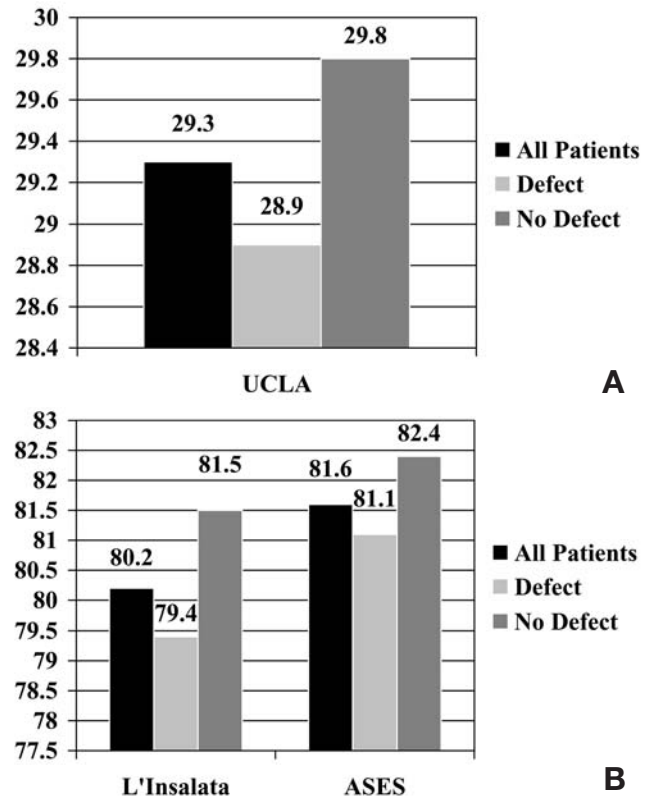 30
29.8
29.6
29.4
29.2
29
28.8
28.6
28.4
29.3
28.9
29.8
UCLA
All Patients
Defect
No Defect
A
83
82.5
82
81.5
81
80.5
80
79.5
79
78.5
78
77.5
80.2
79.4
81.5
81.6
81.1
82.4
L'Insalata
ASES
All Patients
Defect
No Defect
B